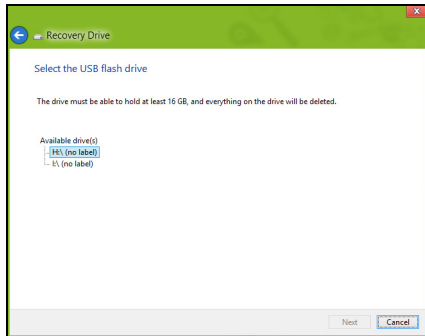 Recovery Drive
Select the USB flash drive
The drive must be able to hold at least 16 GB, and everything on the drive will be deleted.
Available drive(s)
H:\ (no label)
I:\ (no label)
Next Cancel